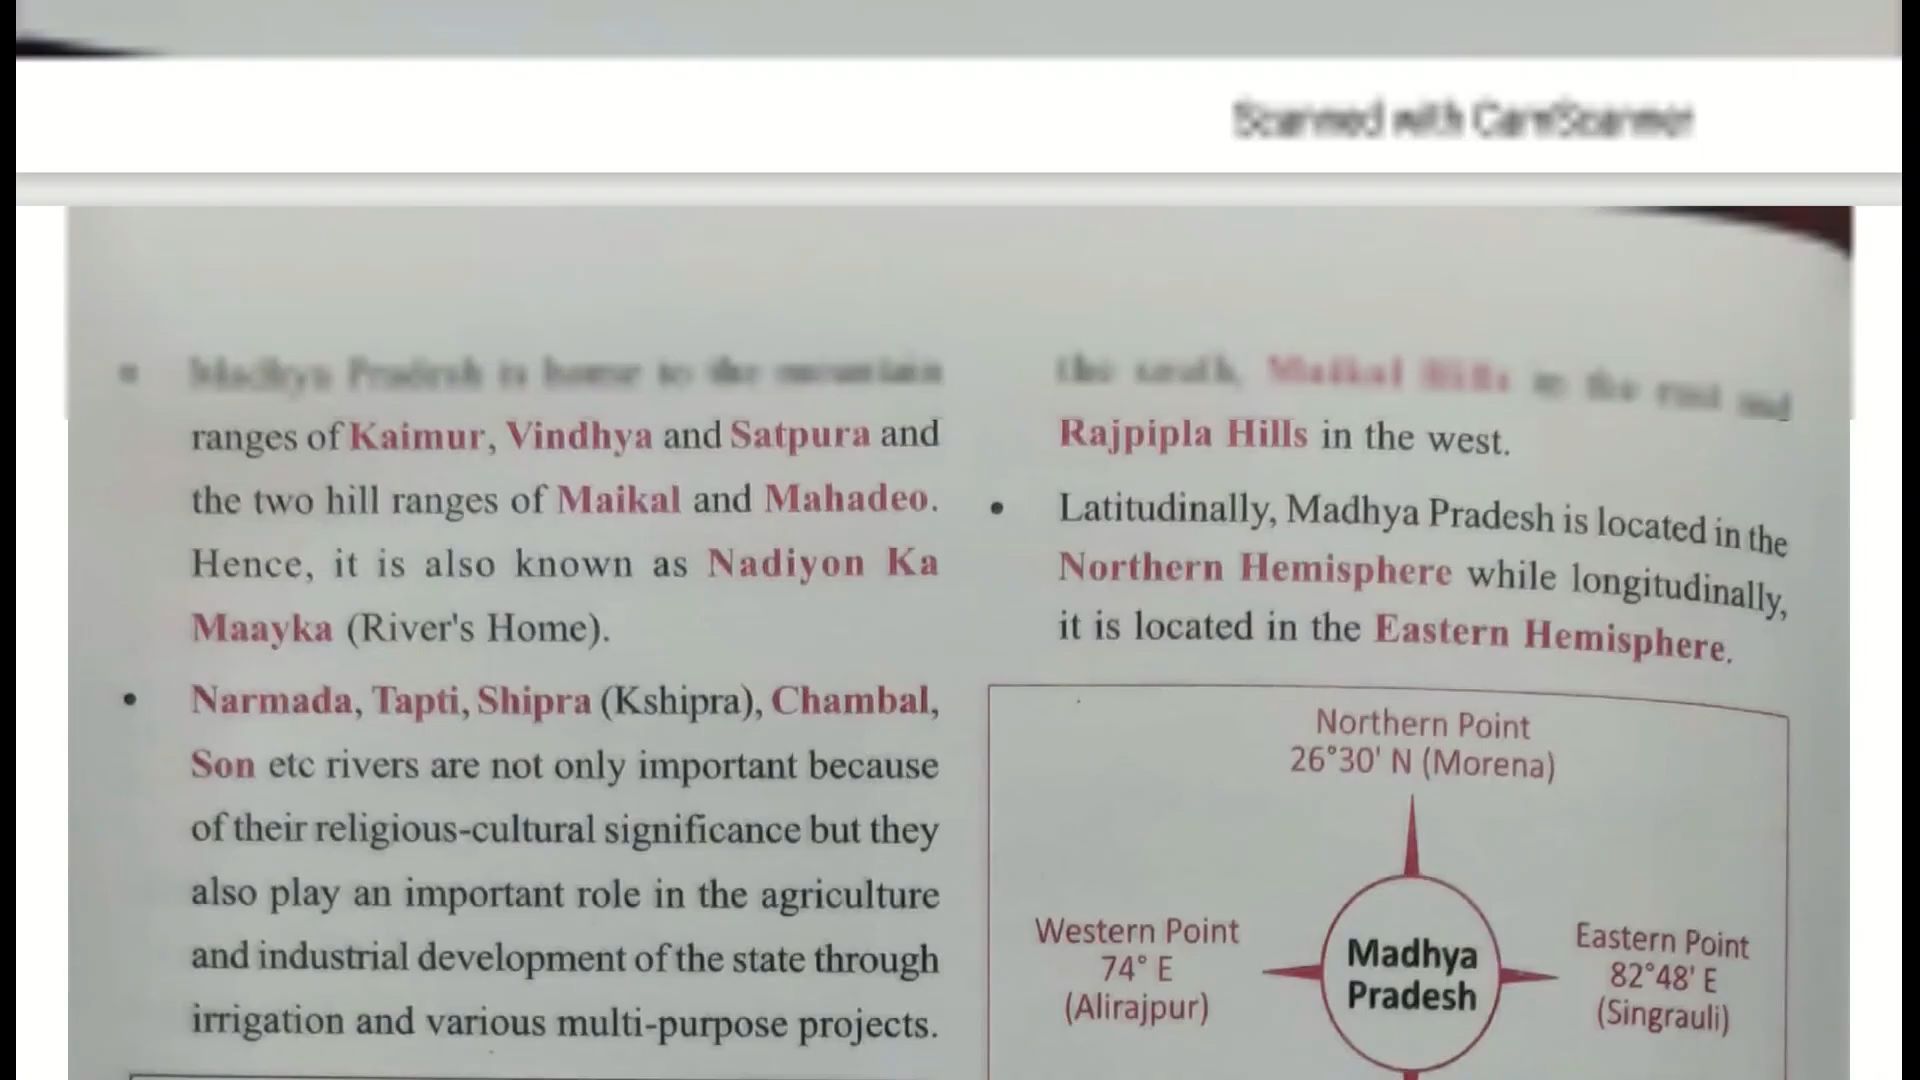 Scanned with CamScanner
Madhya Pradesh is home to the mountain
ranges of Kaimur, Vindhya and Satpura and
the two hill ranges of Maikal and Mahadeo.
Hence, it is also known as Nadiyon Ka
Maayka (River's Home).
• Narmada, Tapti, Shipra (Kshipra), Chambal,
Son etc rivers are not only important because
of their religious-cultural significance but they
also play an important role in the agriculture
and industrial development of the state through
irrigation and various multi-purpose projects.
the south, Maikal Hills in the east and
Rajpipla Hills in the west.
• Latitudinally, Madhya Pradesh is located in the
Northern Hemisphere while longitudinally,
it is located in the Eastern Hemisphere.
Northern Point
26°30' N (Morena)
Western Point
74° E
(Alirajpur)
Madhya
Pradesh
Eastern Point
82°48' E
(Singrauli)